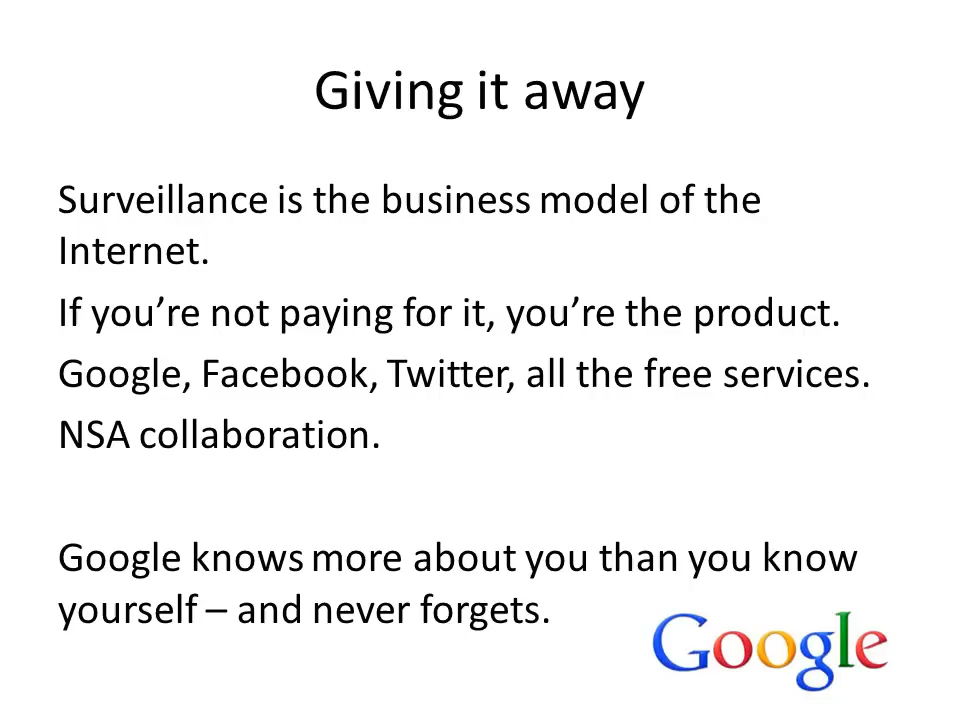 Giving it away
Surveillance is the business model of the
Internet.
If you’re not paying for it, you’re the product.
Google, Facebook, Twitter, all the free services.
NSA collaboration.
Google knows more about you than you know
yourself – and never forgets.
Google